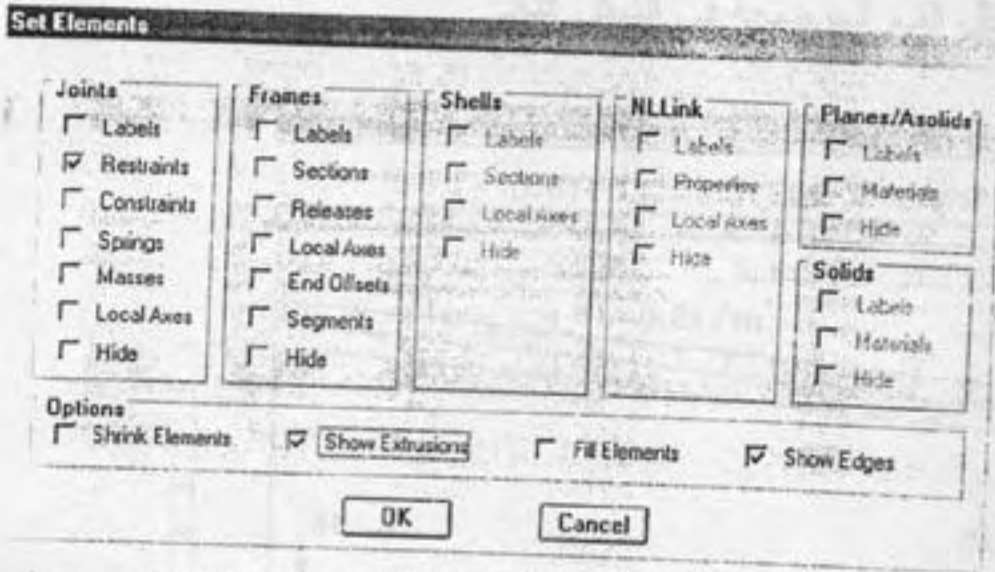 Set Elements
Joints
Labels
Restraints
Constraints
Springs
Masses
Local Axes
Hide
Frames
Labels
Sections
Releases
Local Axes
End Offsets
Segments
Hide
Shells
Labels
Sections
Local Axes
Hide
NLLink
Labels
Properties
Local Axes
Hide
Planes/Asolids
Labels
Materials
Hide
Solids
Labels
Materials
Hide
Options
Shrink Elements
Show Extrusions
Fill Elements
Show Edges
OK
Cancel